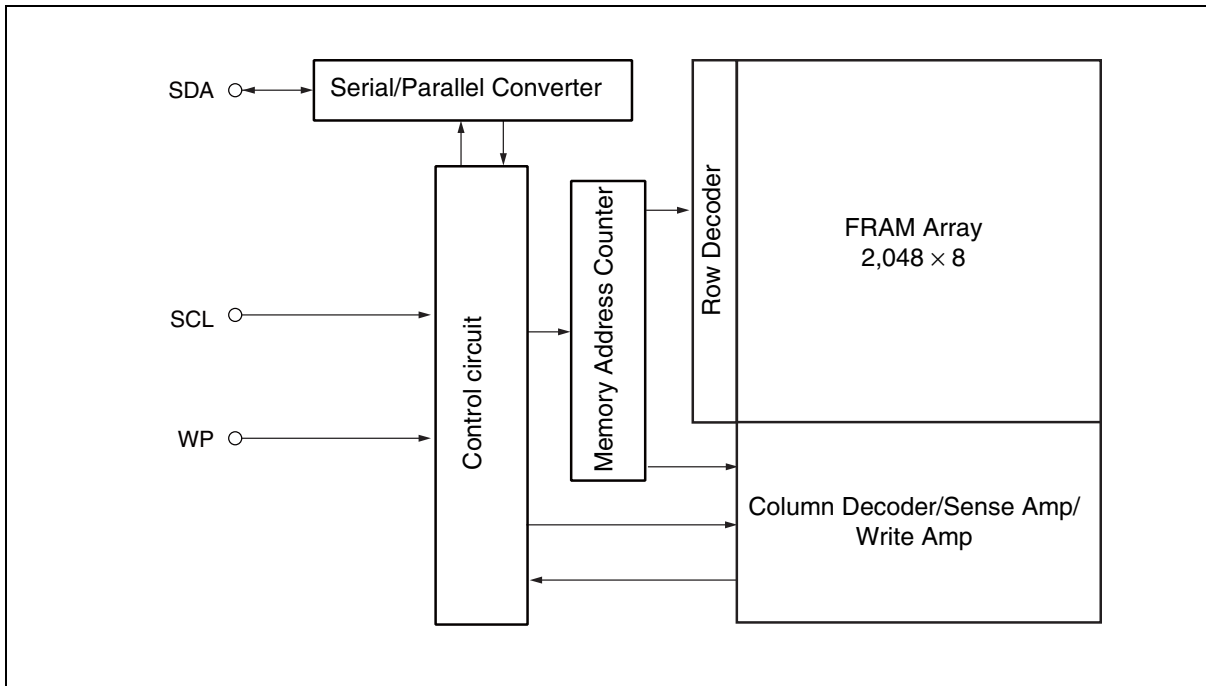 SDA
Serial/Parallel Converter
SCL
WP
Control circuit
Memory Address Counter
Row Decoder
FRAM Array
2,048 × 8
Column Decoder/Sense Amp/
Write Amp